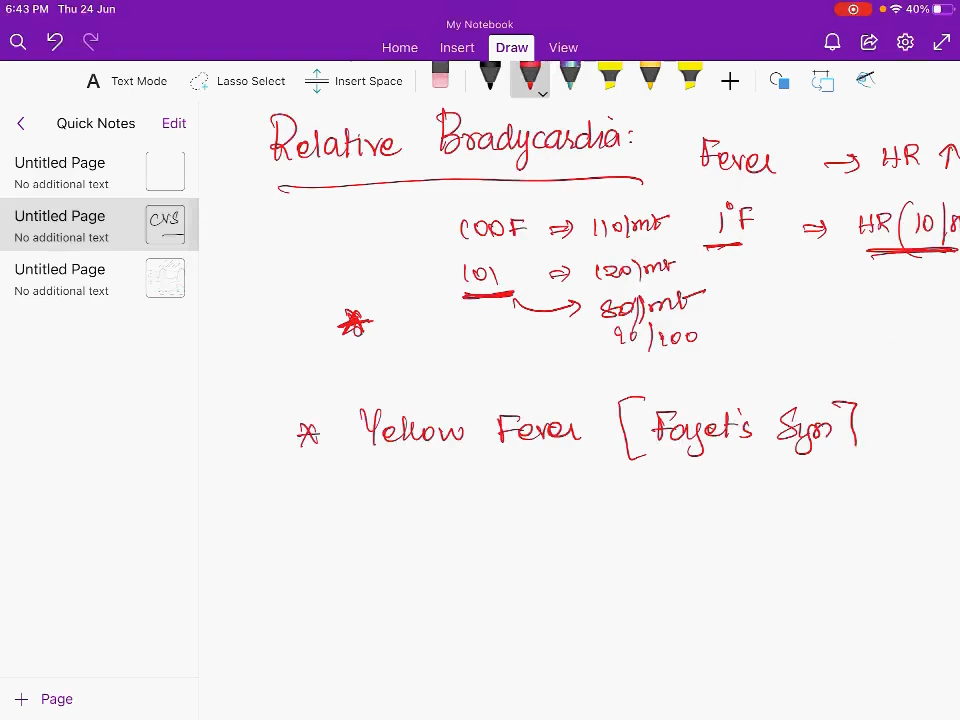 6:43 PM Thu 24 Jun
40%
My Notebook
Home Insert Draw View
Text Mode Lasso Select Insert Space
Quick Notes Edit
Untitled Page
No additional text
Untitled Page
No additional text
CNS
Untitled Page
No additional text
Relative Bradycardia:
Fever → HR ↑
100F ⇒ 110/mt
1°F ⇒ HR (10/
101 ⇒ 120/mt
80/mt
90/100
* Yellow Fever [Faget's Syn]
+ Page